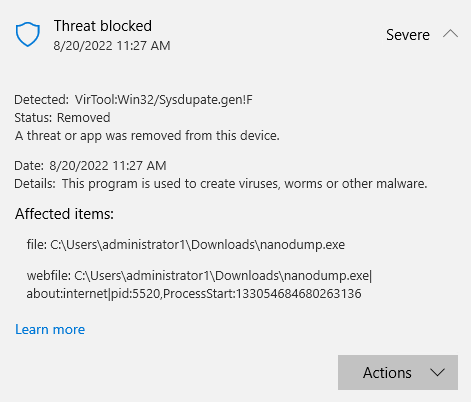 Threat blocked
8/20/2022 11:27 AM
Severe
Detected: VirTool:Win32/Sysdupate.gen!F
Status: Removed
A threat or app was removed from this device.
Date: 8/20/2022 11:27 AM
Details: This program is used to create viruses, worms or other malware.
Affected items:
file: C:\Users\administrator1\Downloads\nanodump.exe
webfile: C:\Users\administrator1\Downloads\nanodump.exe|
about:internet|pid:5520,ProcessStart:133054684680263136
Learn more
Actions